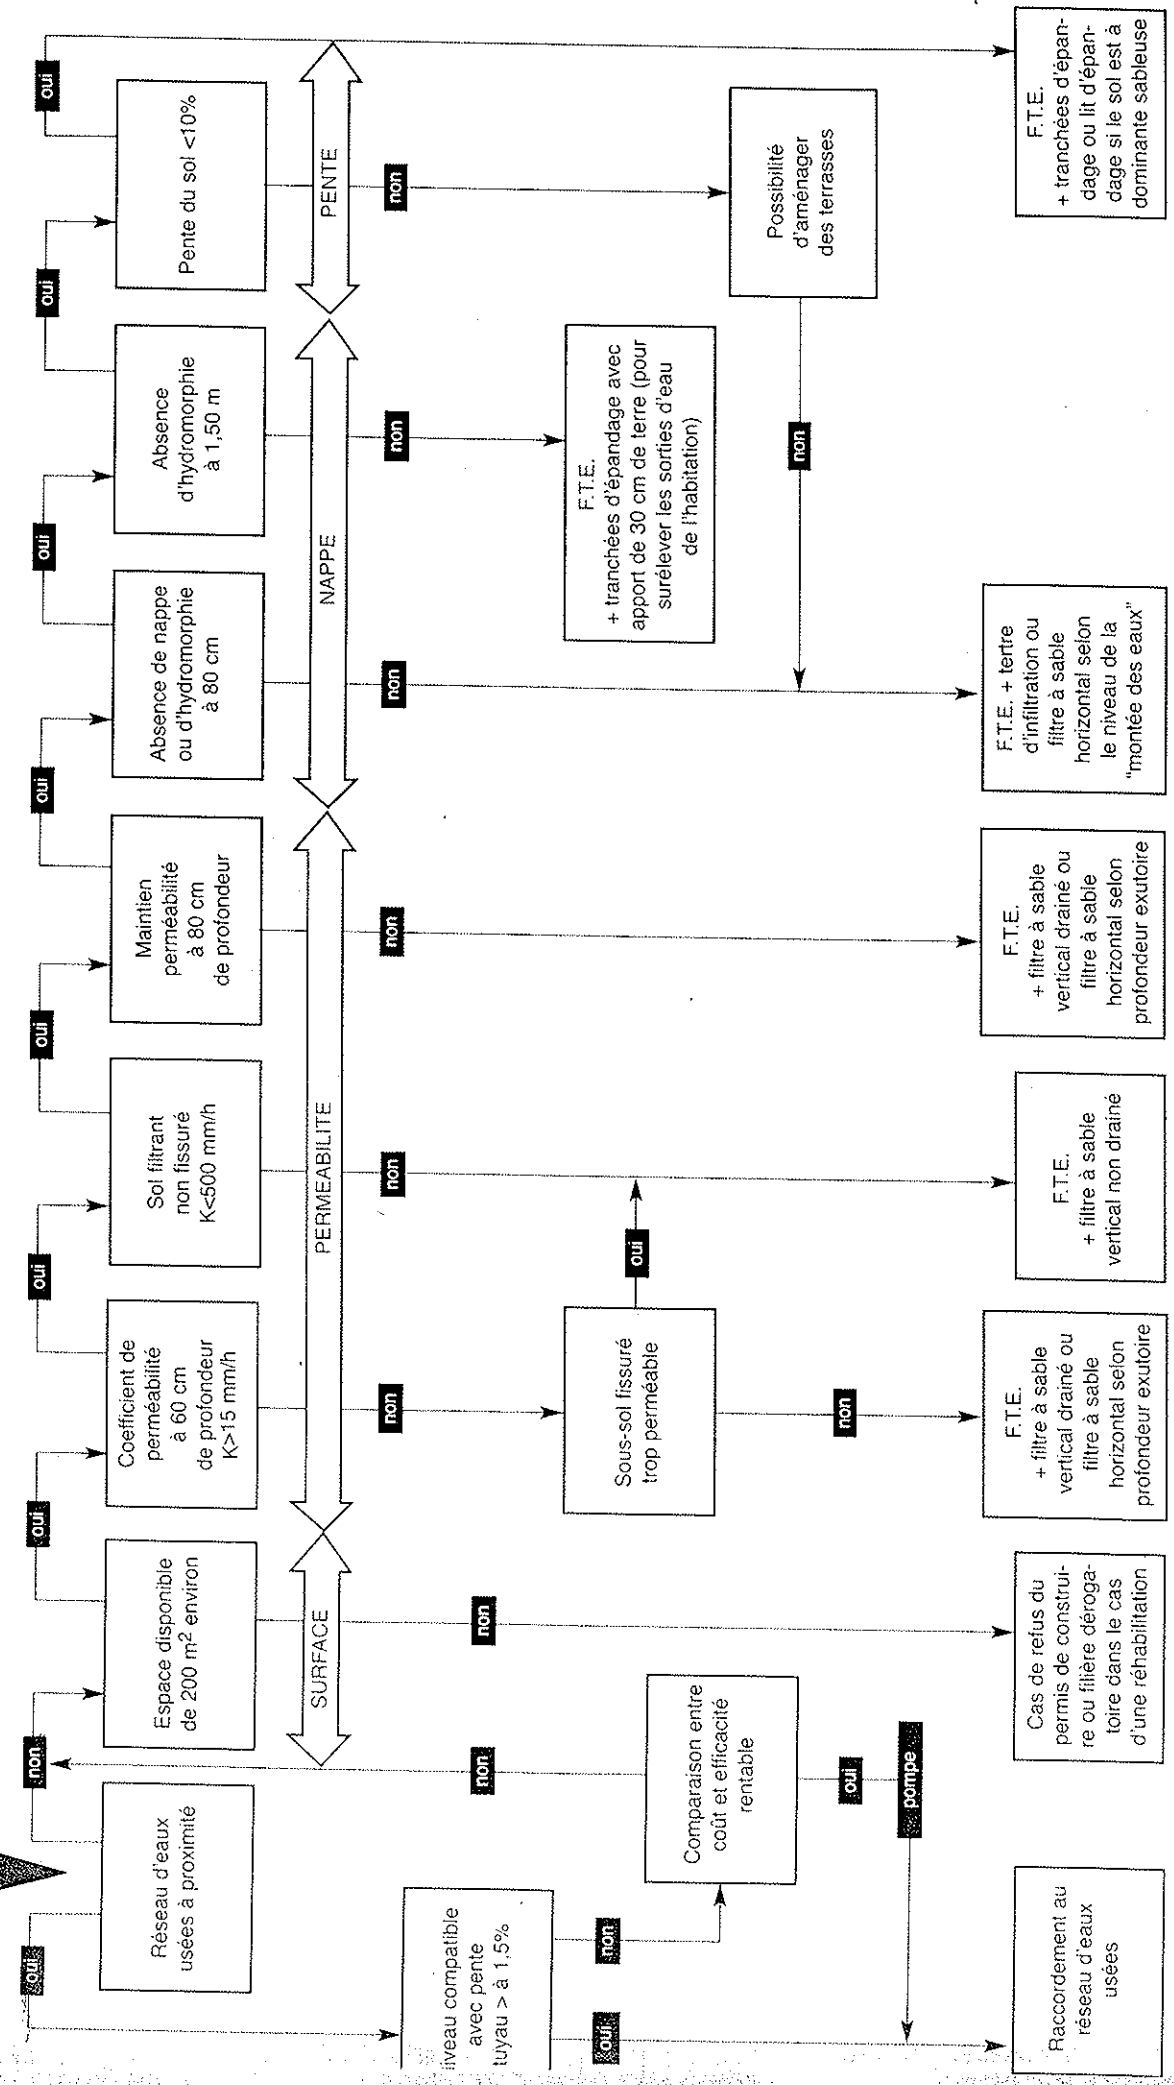 oui
Réseau d'eaux
usées à proximité
non
Espace disponible
de 200 m² environ
oui
Coefficient de
perméabilité
à 60 cm
de profondeur
K>15 mm/h
oui
Sol filtrant
non fissuré
K<500 mm/h
oui
Maintien
perméabilité
à 80 cm
de profondeur
oui
Absence de nappe
ou d'hydromorphie
à 80 cm
oui
Absence
d'hydromorphie
à 1,50 m
oui
Pente du sol <10%
oui
SURFACE
PERMEABILITE
NAPPE
PENTE
iveau compatible
avec pente
tuyau > à 1,5%
non
non
non
non
non
non
non
non
oui
non
Comparaison entre
coût et efficacité
rentable
oui
pompe
Sous-sol fissuré
trop perméable
oui
non
F.T.E.
+ tranchées d'épandage avec
apport de 30 cm de terre (pour
surélever les sorties d'eau
de l'habitation)
Possibilité
d'aménager
des terrasses
non
Raccordement au
réseau d'eaux
usées
Cas de refus du
permis de construi-
re ou filière déroga-
toire dans le cas
d'une réhabilitation
F.T.E.
+ filtre à sable
vertical drainé ou
filtre à sable
horizontal selon
profondeur exutoire
F.T.E.
+ filtre à sable
vertical non drainé
F.T.E.
+ filtre à sable
vertical drainé ou
filtre à sable
horizontal selon
profondeur exutoire
F.T.E. + tertre
d'infiltration ou
filtre à sable
horizontal selon
le niveau de la
"montée des eaux"
F.T.E.
+ tranchées d'épan-
dage ou lit d'épan-
dage si le sol est à
dominante sableuse